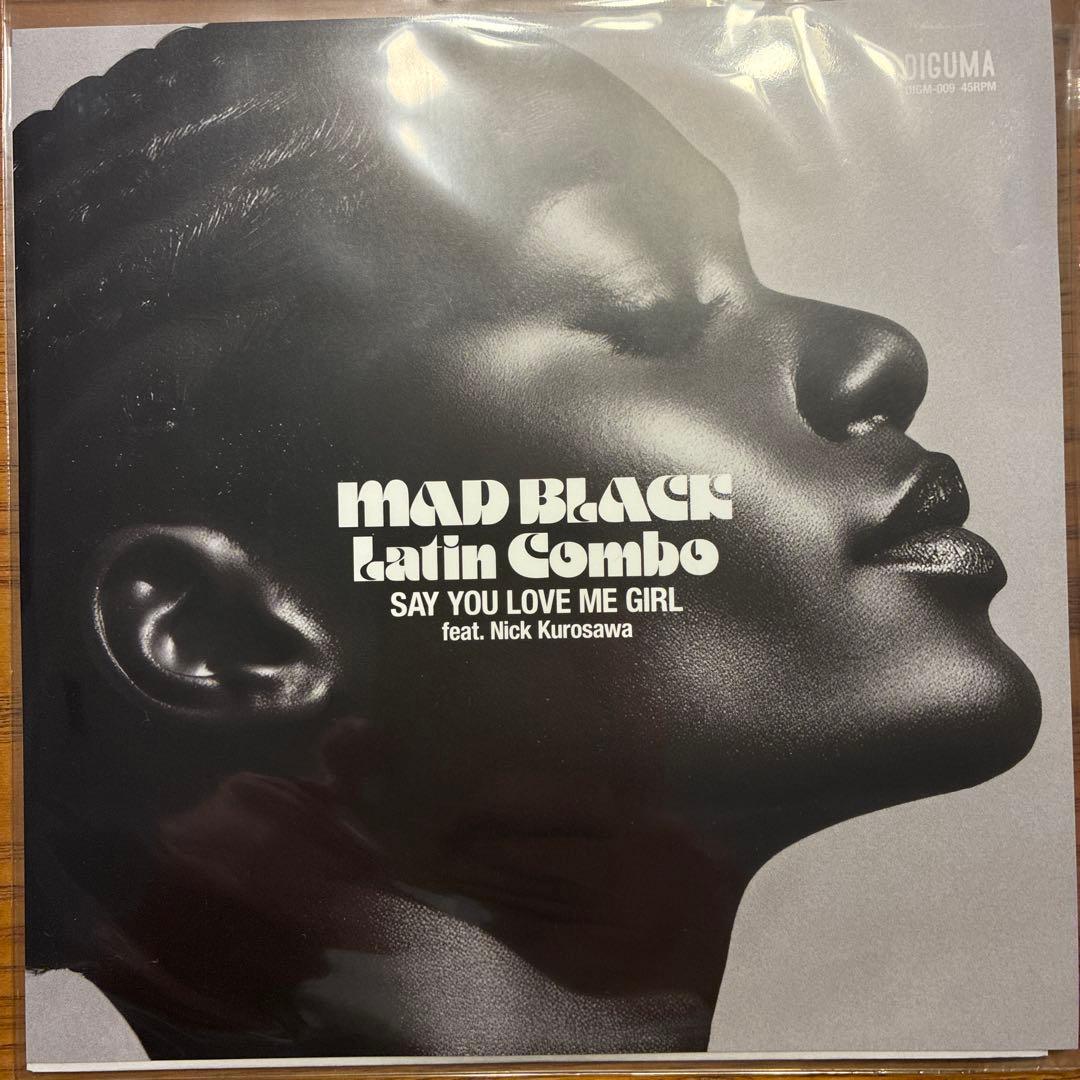 DIGUMA
DIGM-009 45RPM
MAD BLACK
Latin Combo
SAY YOU LOVE ME GIRL
feat. Nick Kurosawa